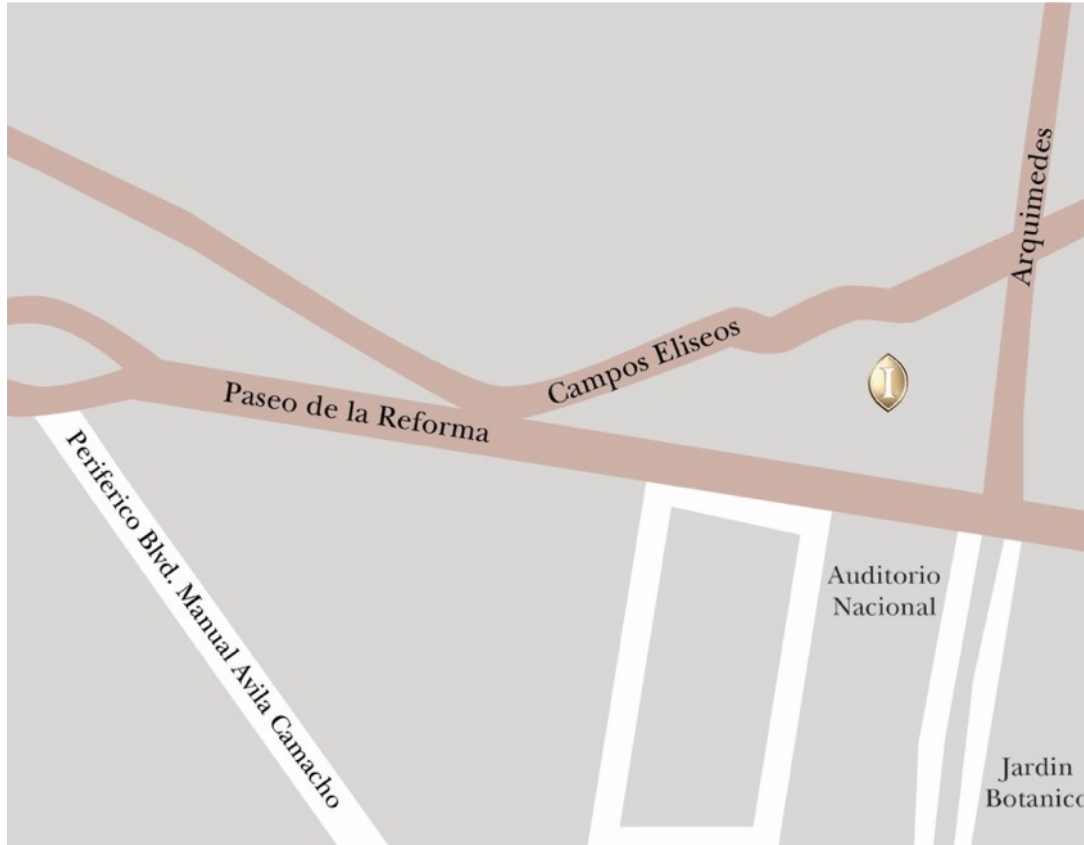 Arquimedes
Campos Eliseos
Paseo de la Reforma
I
Periferico Blvd. Manual Avila Camacho
Auditorio
Nacional
Jardin
Botanico